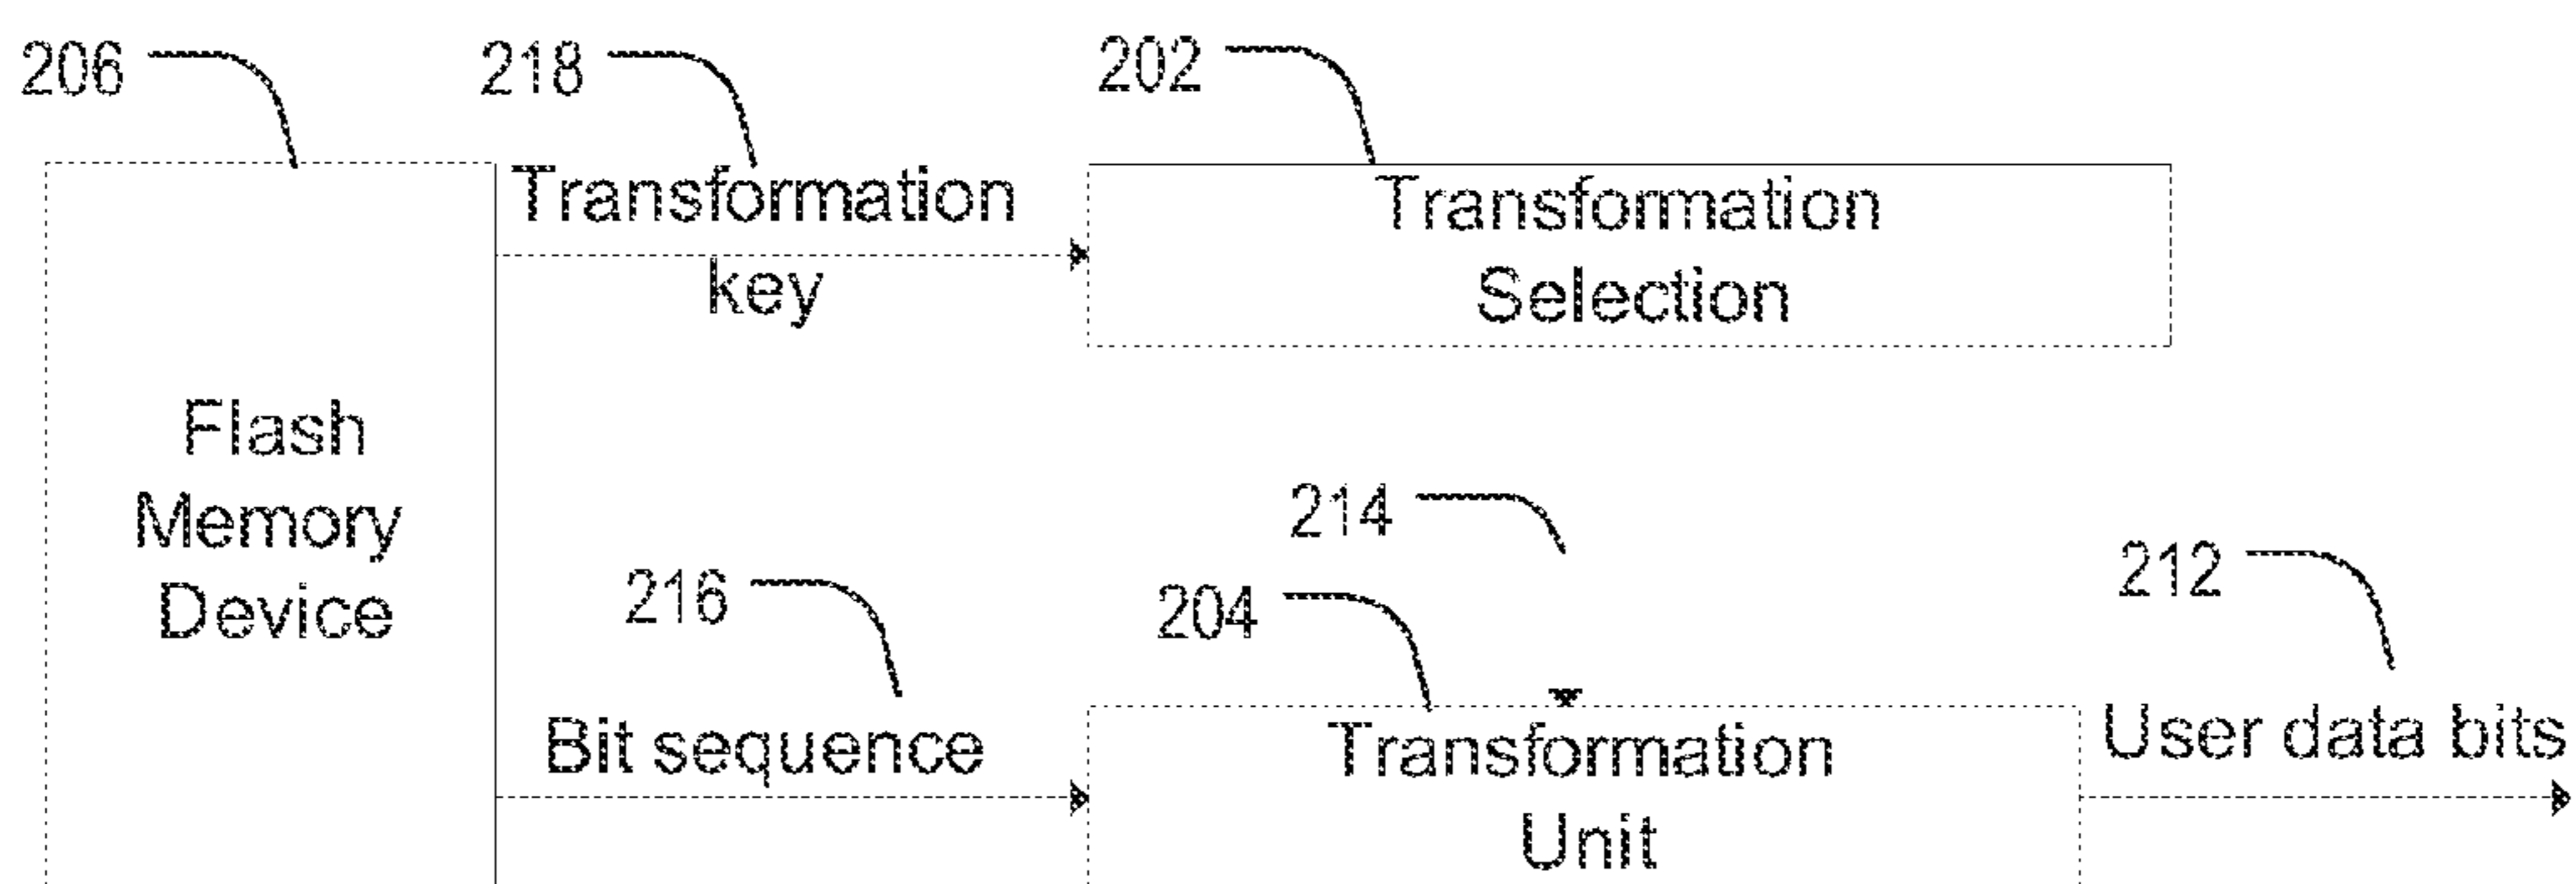 206
218
202
Transformation
key
Transformation
Selection
Flash
Memory
Device
214
216
204
212
Bit sequence
Transformation
Unit
User data bits